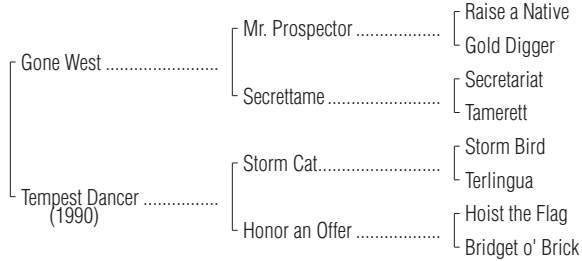 Raise a Native
Mr. Prospector ..................
Gold Digger
Gone West ........................
Secretariat
Secrettame ........................
Tamerett
Storm Bird
Storm Cat..........................
Terlingua
Tempest Dancer ................
(1990)
Hoist the Flag
Honor an Offer ..................
Bridget o' Brick